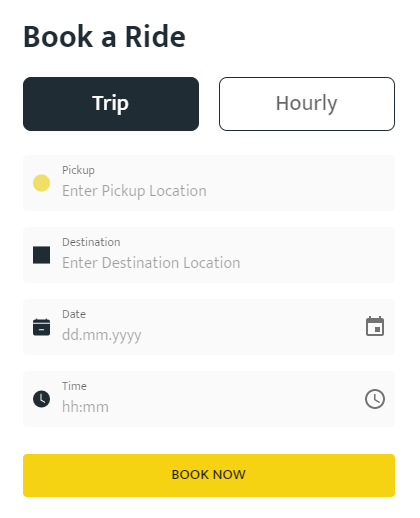 Book a Ride
Trip
Hourly
Pickup
Enter Pickup Location
Destination
Enter Destination Location
Date
dd.mm.yyyy
Time
hh:mm
BOOK NOW